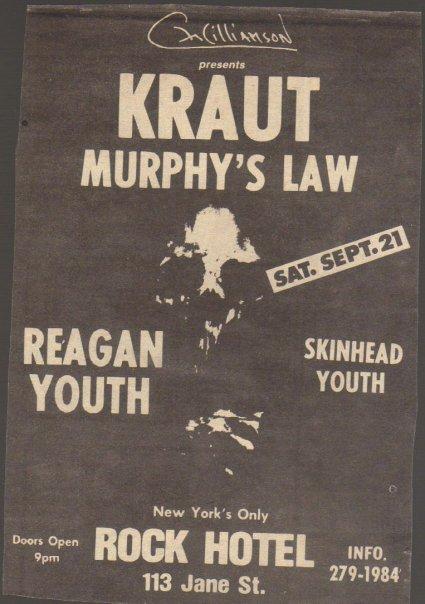 Williamson
presents
KRAUT
MURPHY'S LAW
SAT. SEPT. 21
REAGAN
YOUTH
SKINHEAD
YOUTH
New York's Only
Doors Open
9pm
ROCK HOTEL
113 Jane St.
INFO.
279-1984